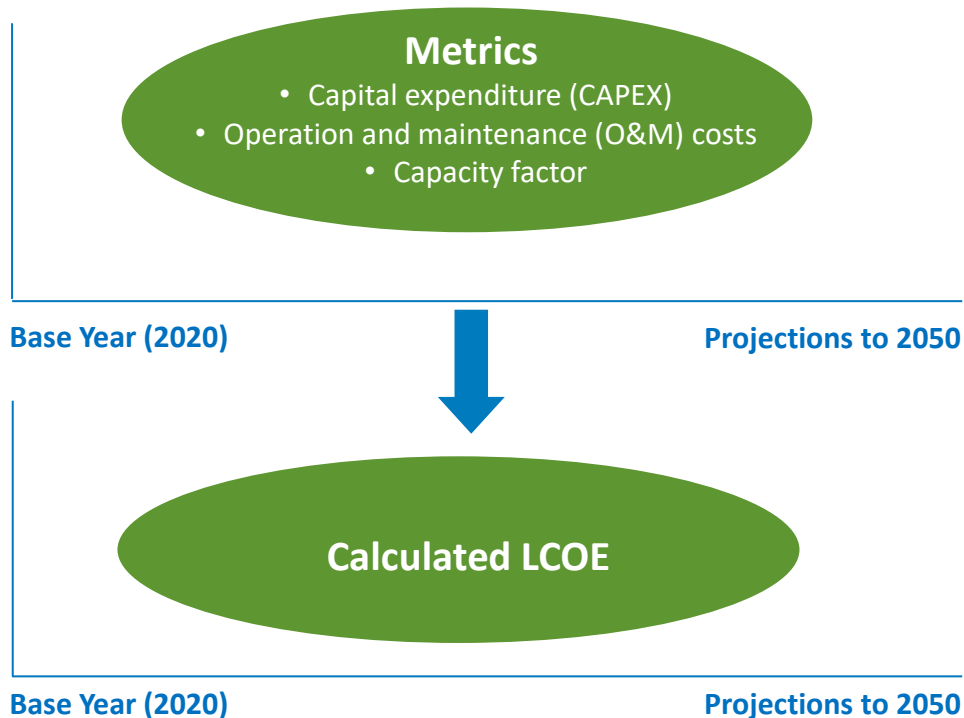 Metrics
• Capital expenditure (CAPEX)
• Operation and maintenance (O&M) costs
• Capacity factor
Base Year (2020) Projections to 2050
Calculated LCOE
Base Year (2020) Projections to 2050